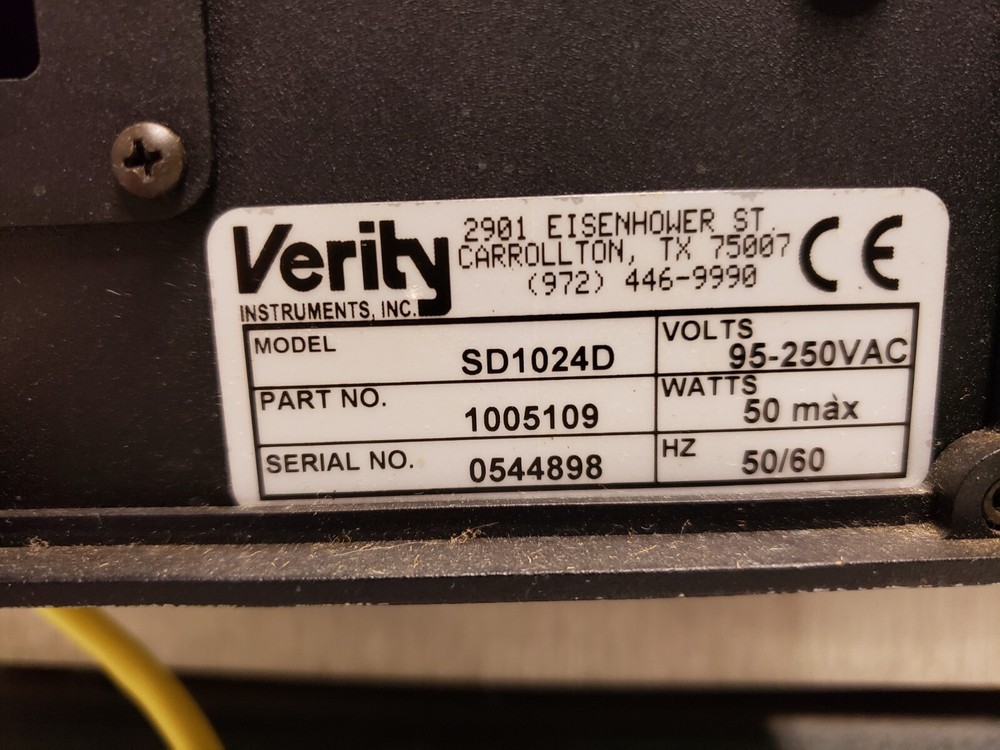 Verity
INSTRUMENTS, INC.
2901 EISENHOWER ST.
CARROLLTON, TX 75007
(972) 446-9990
CE
MODEL SD1024D
VOLTS 95-250VAC
PART NO. 1005109
WATTS 50 max
SERIAL NO. 0544898
HZ 50/60